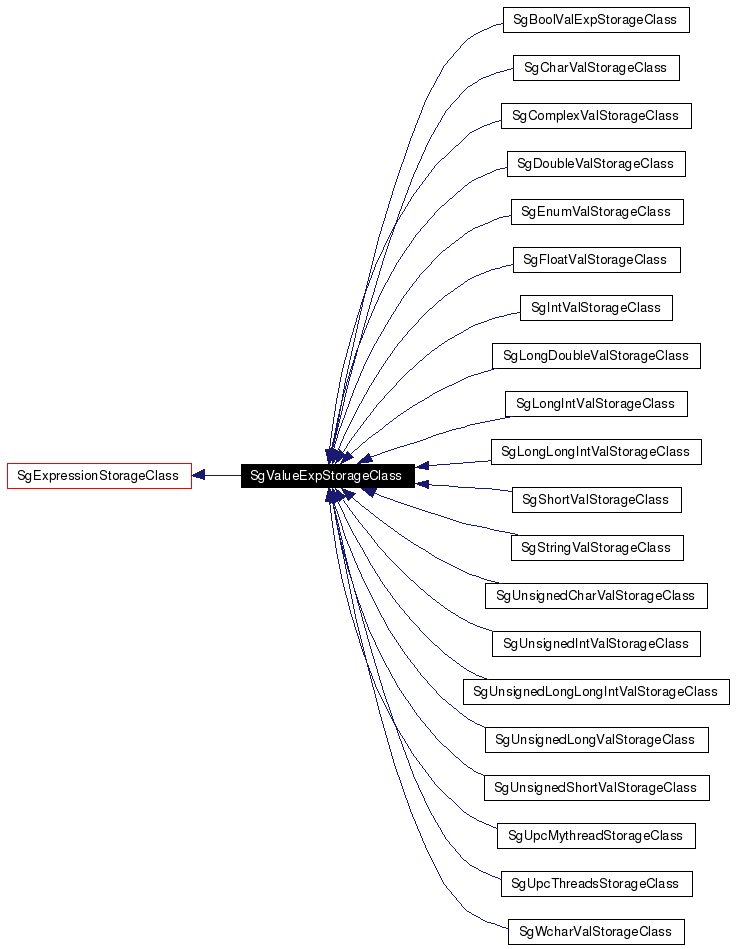 SgBoolValExpStorageClass
SgCharValStorageClass
SgComplexValStorageClass
SgDoubleValStorageClass
SgEnumValStorageClass
SgFloatValStorageClass
SgIntValStorageClass
SgLongDoubleValStorageClass
SgLongIntValStorageClass
SgLongLongIntValStorageClass
SgExpressionStorageClass
SgValueExpStorageClass
SgShortValStorageClass
SgStringValStorageClass
SgUnsignedCharValStorageClass
SgUnsignedIntValStorageClass
SgUnsignedLongLongIntValStorageClass
SgUnsignedLongValStorageClass
SgUnsignedShortValStorageClass
SgUpcMythreadStorageClass
SgUpcThreadsStorageClass
SgWcharValStorageClass